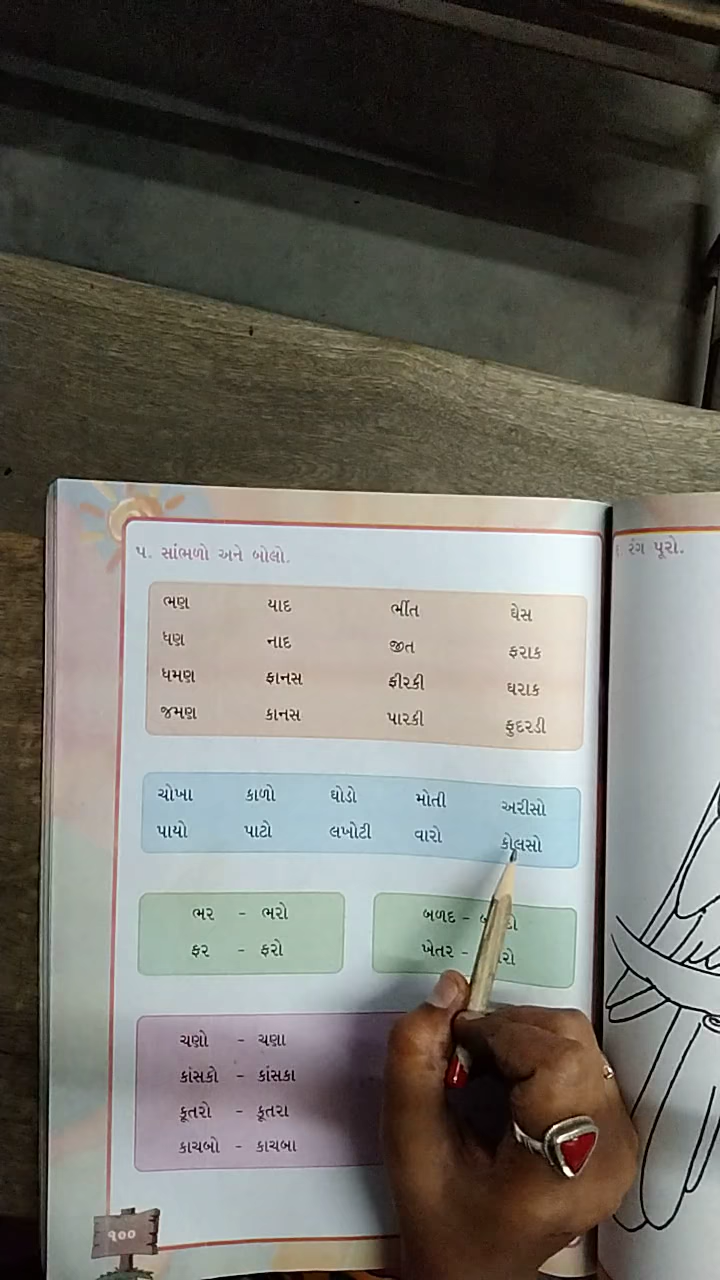 ૫. સાંભળો અને બોલો.
ભણ યાદ ભીંત ઘેસ
ધણ નાદ જીત ફરાક
ધમણ ફાનસ ફીરકી ઘરાક
જમણ કાનસ પારકી ફુદરડી
ચોખા કાળો ઘોડો મોતી અરીસો
પાયો પાટો લખોટી વારો કોલસો
ભર - ભરો
ફર - ફરો
બળદ -
ખેતર -
ચણો - ચણા
કાંસકો - કાંસકા
કૂતરો - કૂતરા
કાચબો - કાચબા
૧૦૦
રંગ પૂરો.